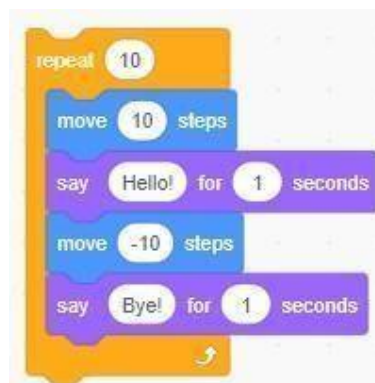 repeat 10
move 10 steps
say Hello! for 1 seconds
move -10 steps
say Bye! for 1 seconds